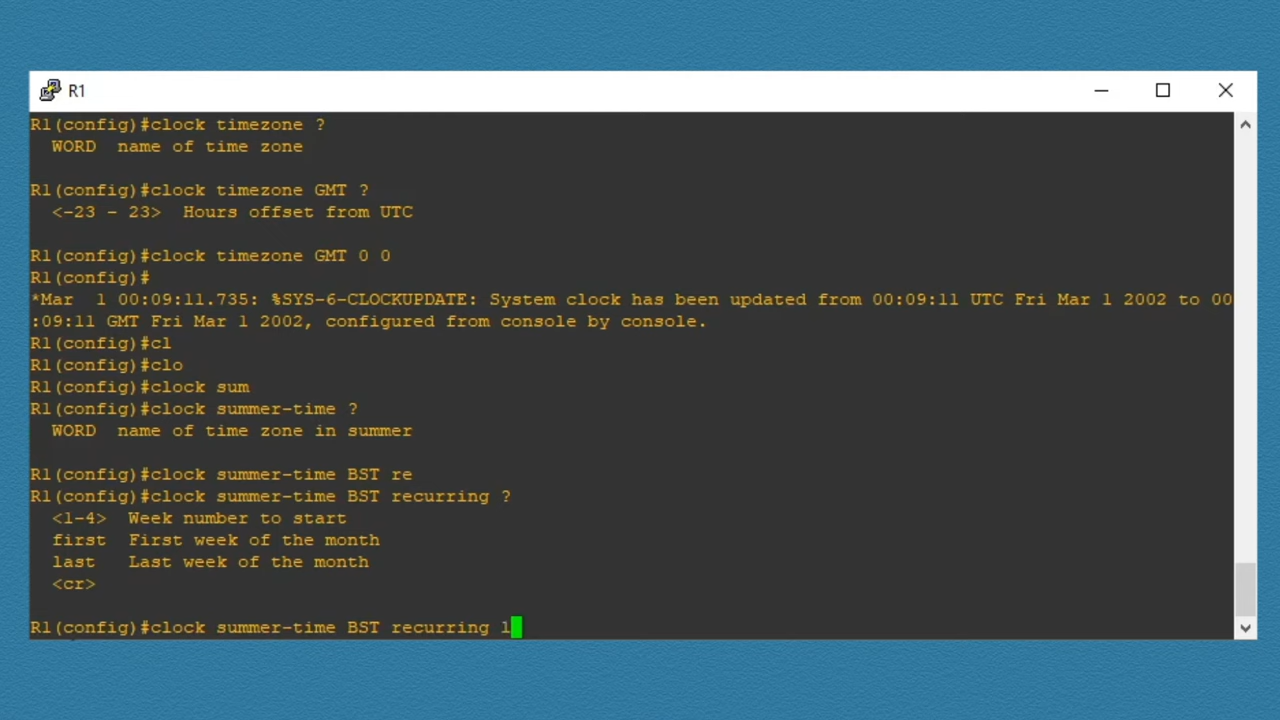 R1
R1(config)#clock timezone ?
WORD  name of time zone
R1(config)#clock timezone GMT ?
<-23 - 23>  Hours offset from UTC
R1(config)#clock timezone GMT 0 0
R1(config)#
*Mar  1 00:09:11.735: %SYS-6-CLOCKUPDATE: System clock has been updated from 00:09:11 UTC Fri Mar 1 2002 to 00
:09:11 GMT Fri Mar 1 2002, configured from console by console.
R1(config)#cl
R1(config)#clo
R1(config)#clock sum
R1(config)#clock summer-time ?
WORD  name of time zone in summer
R1(config)#clock summer-time BST re
R1(config)#clock summer-time BST recurring ?
<1-4>  Week number to start
first  First week of the month
last   Last week of the month
<cr>
R1(config)#clock summer-time BST recurring l